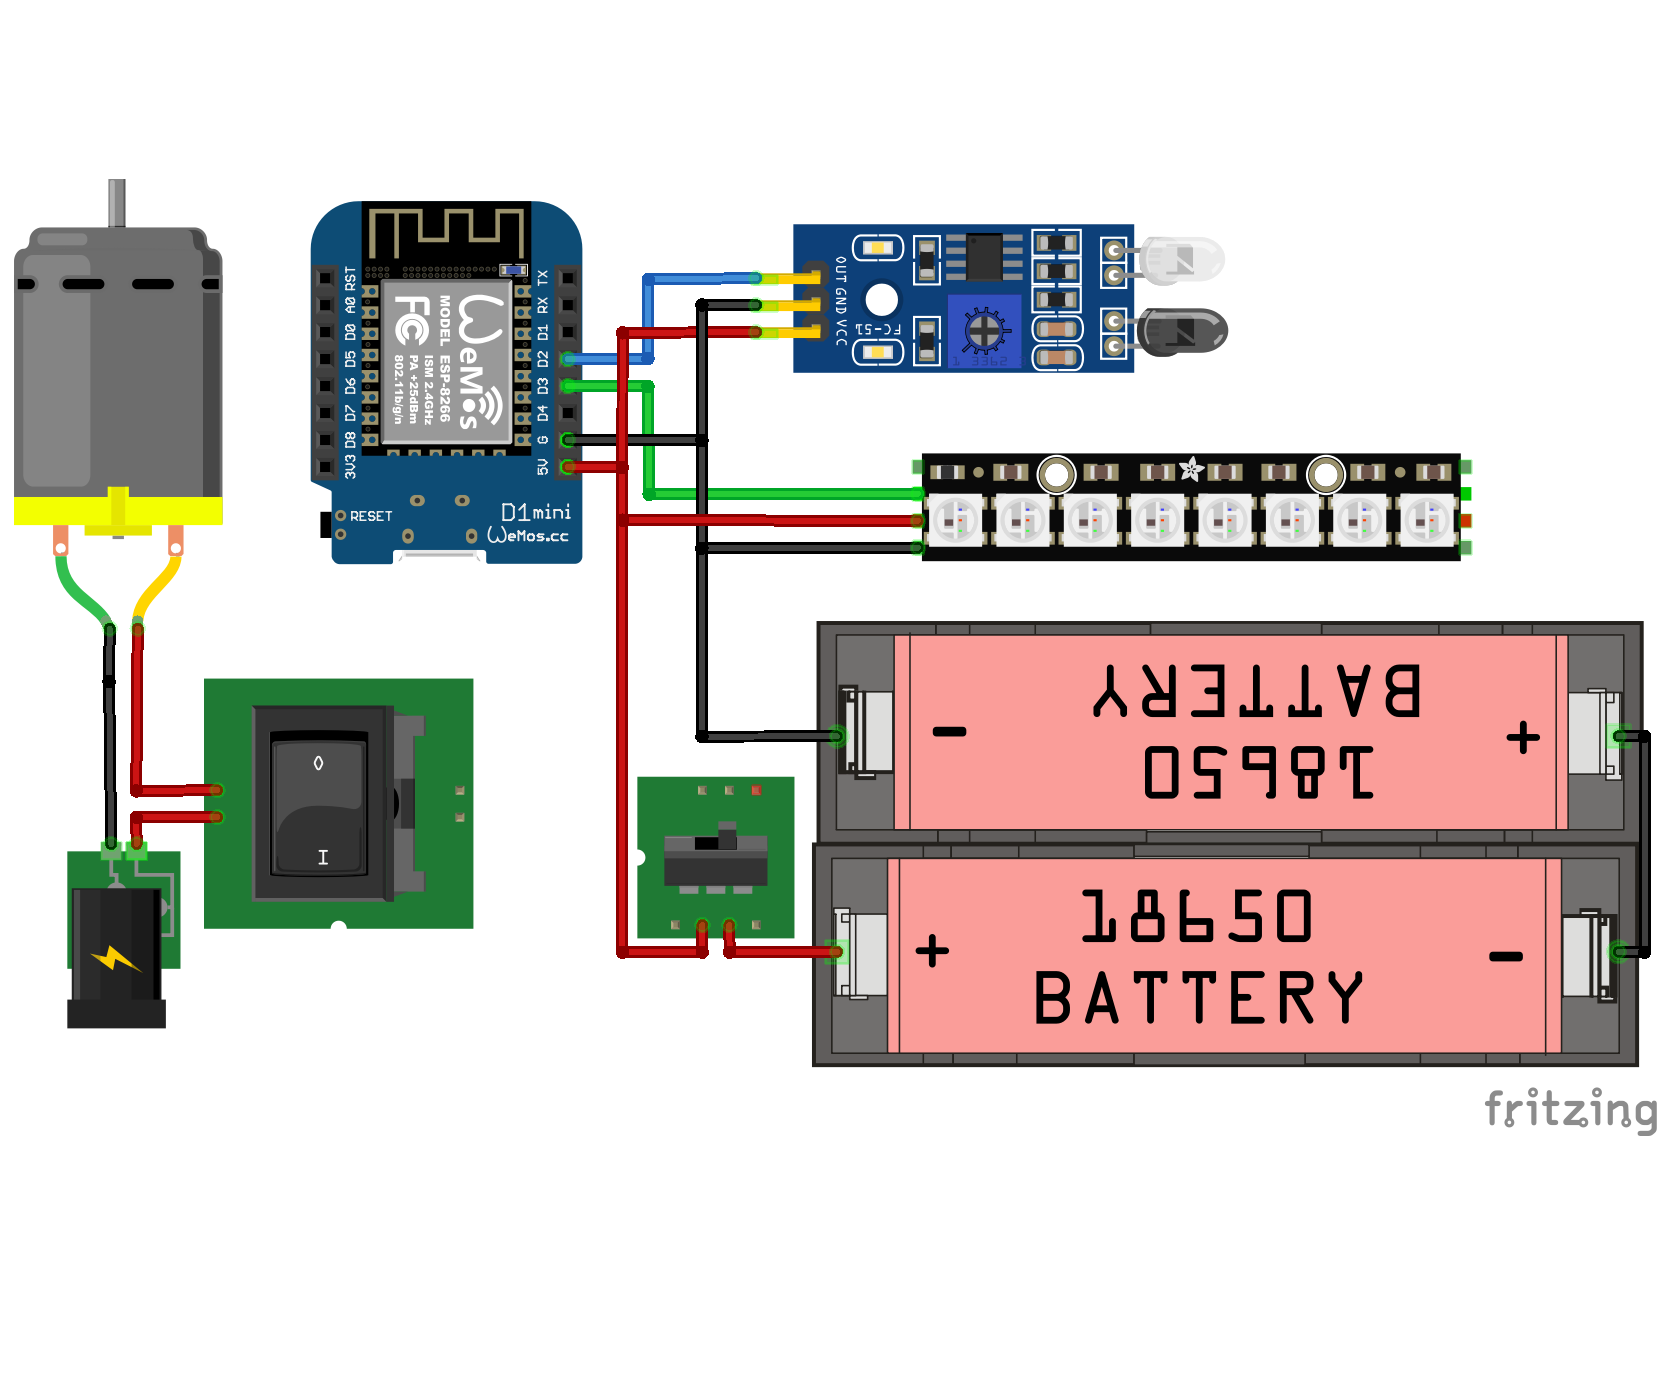 RST
A0
D0
D5
D6
D7
D8
3V3
TX
RX
D1
D2
D3
D4
G
5V
WeMos
MODEL ESP-8266
ISM 2.4GHz
PA +25dBm
802.11b/g/n
FC
RESET
D1mini
WeMos.cc
OUT
GND
VCC
FC-51
1 3362
- BATTERY +
18650
0
I
+ 18650 -
BATTERY
fritzing